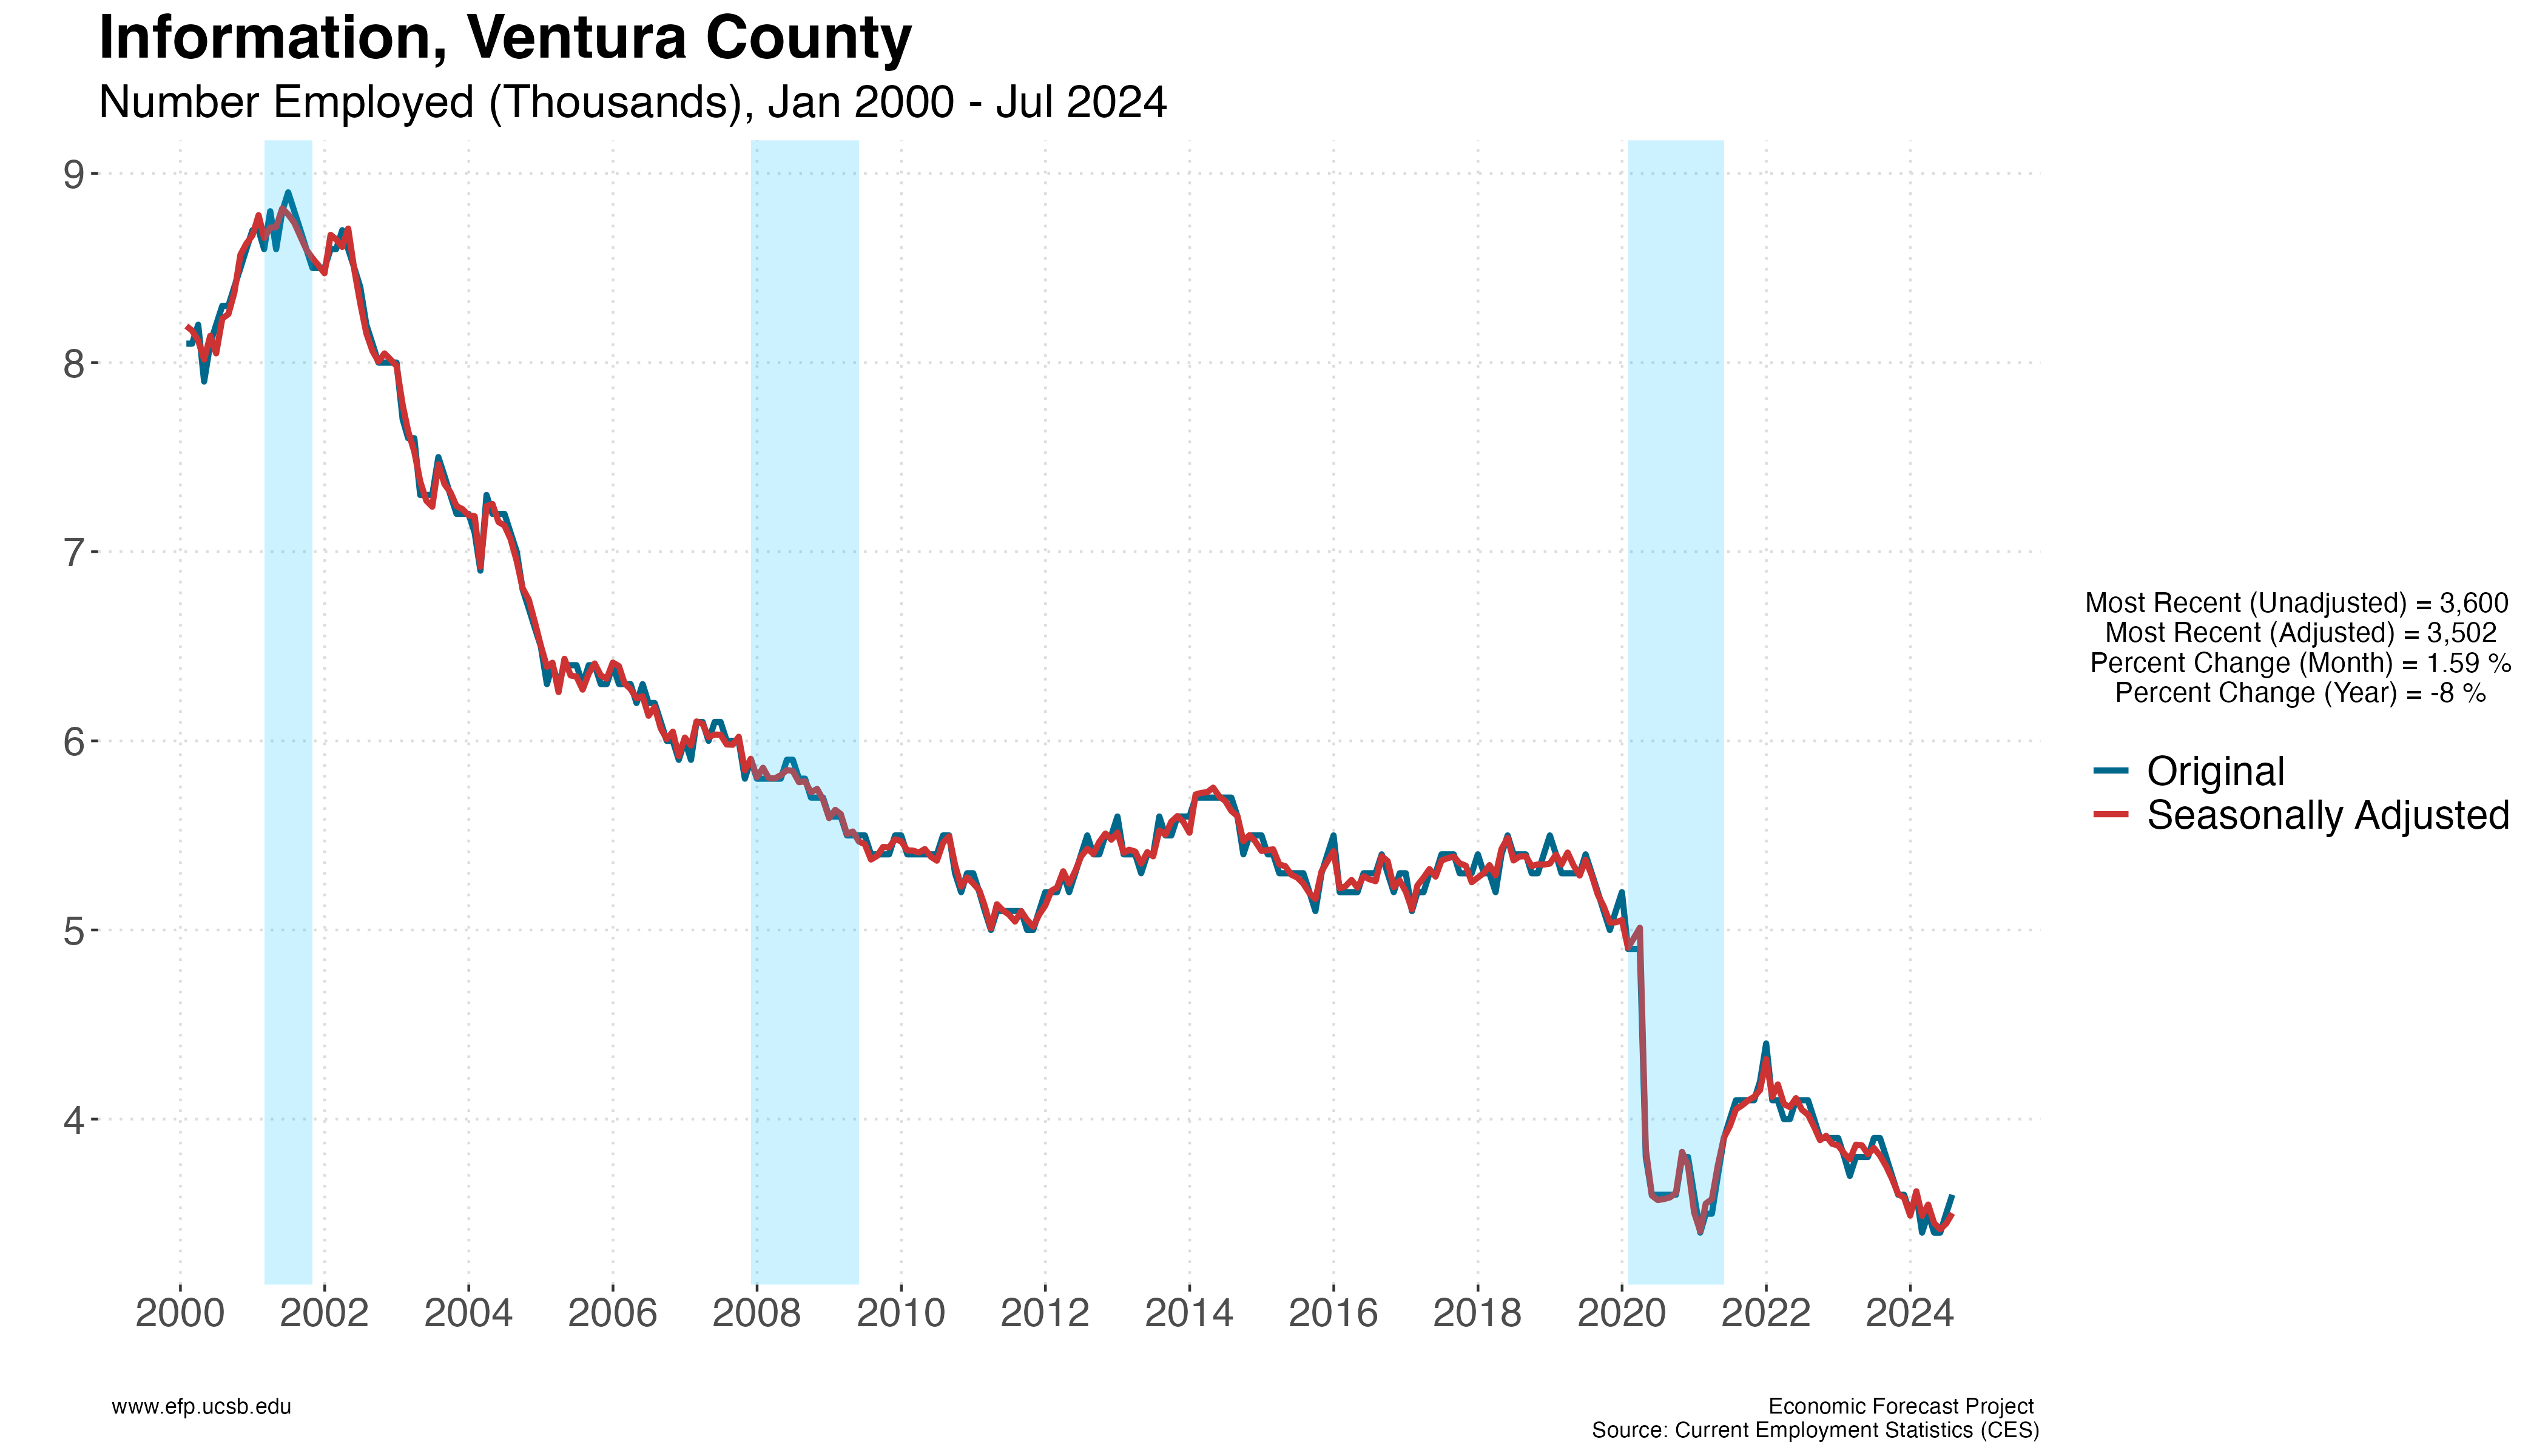 Information, Ventura County
Number Employed (Thousands), Jan 2000 - Jul 2024
9
8
7
6
5
4
2000 2002 2004 2006 2008 2010 2012 2014 2016 2018 2020 2022 2024
Most Recent (Unadjusted) = 3,600
Most Recent (Adjusted) = 3,502
Percent Change (Month) = 1.59 %
Percent Change (Year) = -8 %
Original
Seasonally Adjusted
www.efp.ucsb.edu
Economic Forecast Project
Source: Current Employment Statistics (CES)